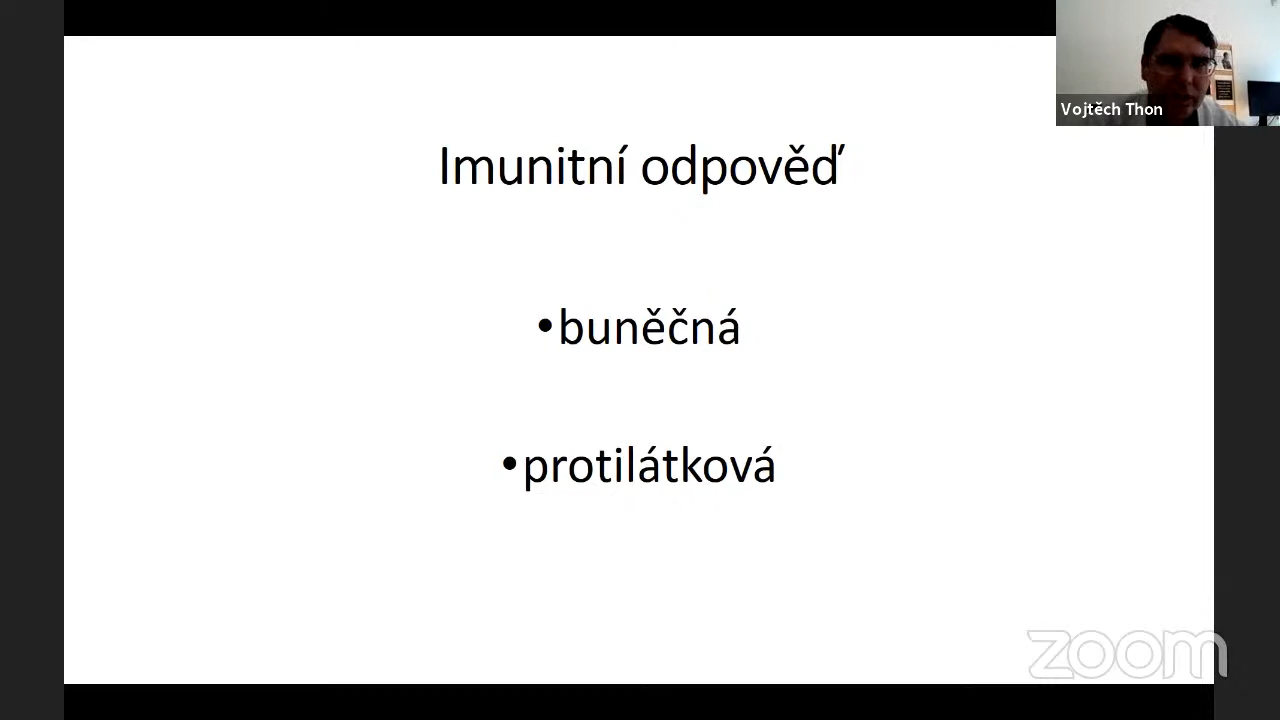 Vojtěch Thon
Imunitní odpověď
•buněčná
•protilátková
zoom